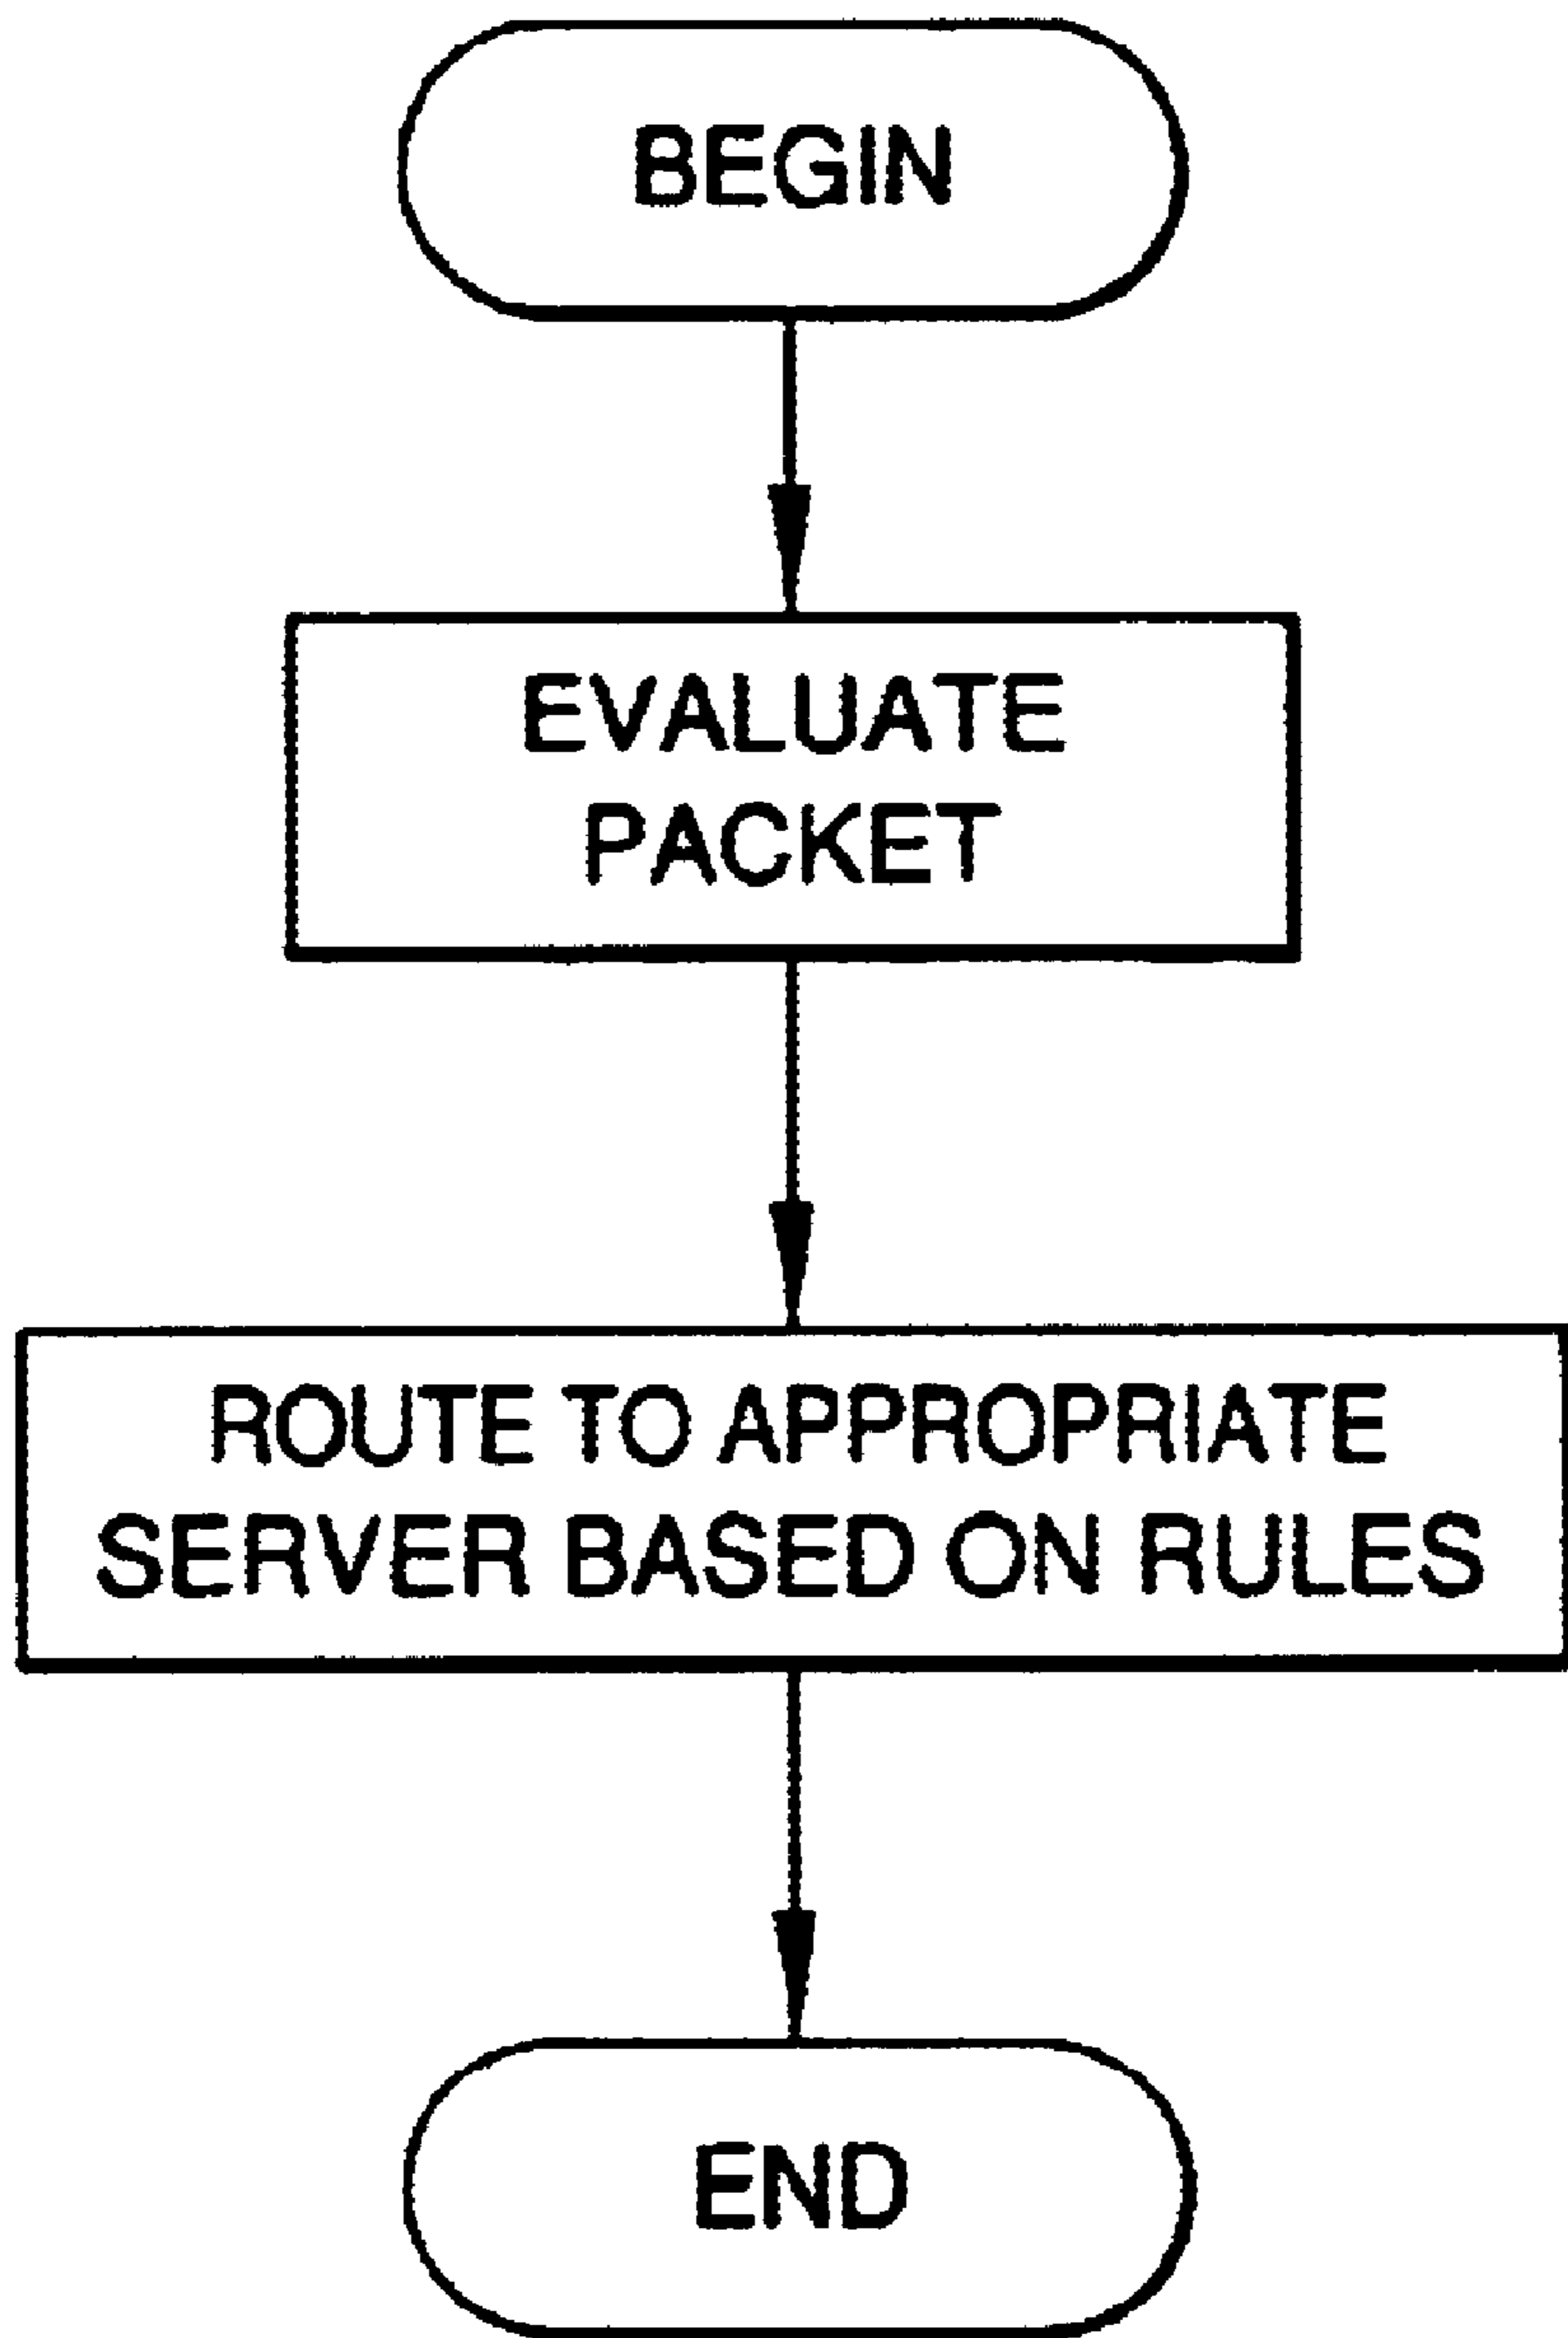 BEGIN
EVALUATE
PACKET
ROUTE TO APPROPRIATE
SERVER BASED ON RULES
END